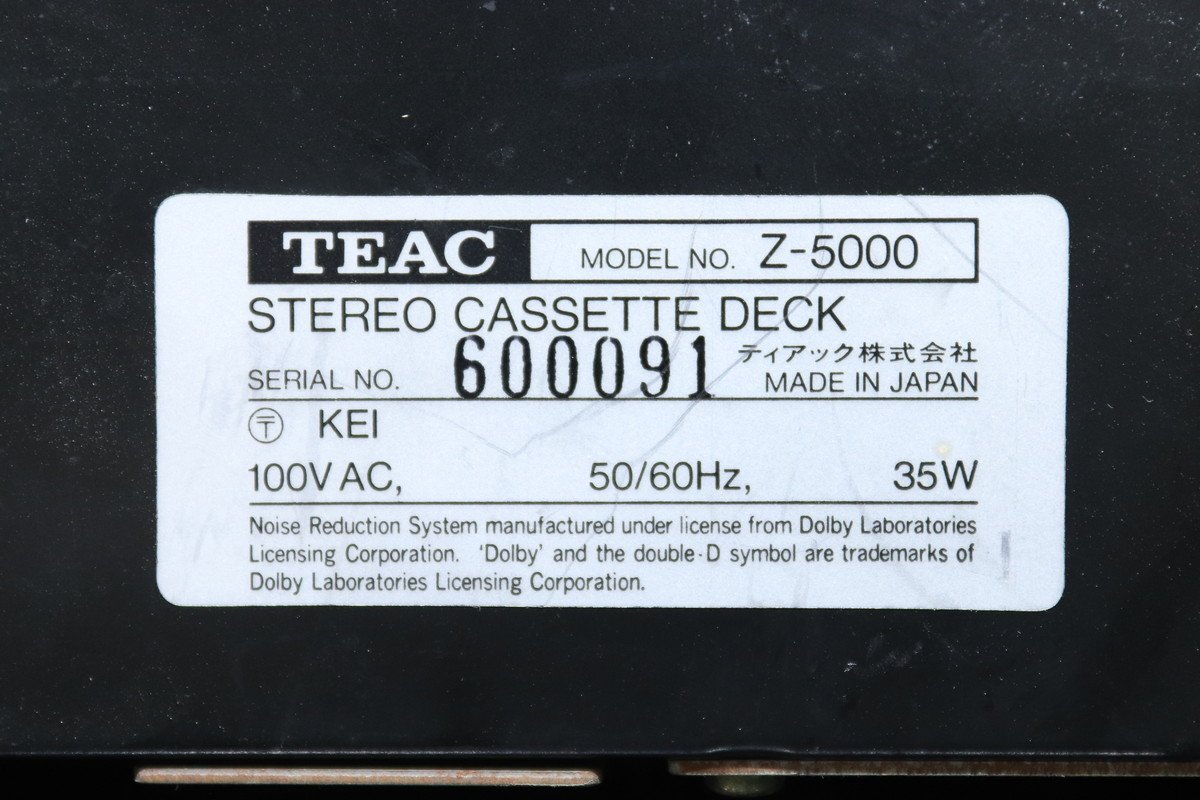 TEAC MODEL NO. Z-5000
STEREO CASSETTE DECK
ティアック株式会社
SERIAL NO. 600091 MADE IN JAPAN
〶 KEI
100V AC, 50/60Hz, 35W
Noise Reduction System manufactured under license from Dolby Laboratories
Licensing Corporation. 'Dolby' and the double-D symbol are trademarks of
Dolby Laboratories Licensing Corporation.